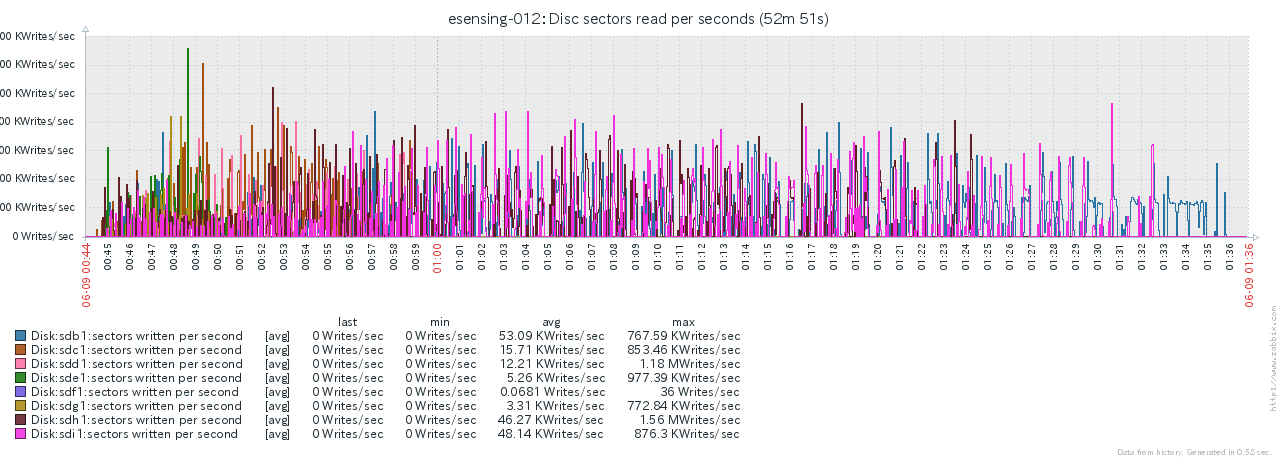 esensing-012: Disc sectors read per seconds (52m 51s)
00 KWrites/sec
00 KWrites/sec
00 KWrites/sec
00 KWrites/sec
00 KWrites/sec
00 KWrites/sec
00 KWrites/sec
0 Writes/sec
06-09 00:44 00:45 00:46 00:47 00:48 00:49 00:50 00:51 00:52 00:53 00:54 00:55 00:56 00:57 00:58 00:59 01:00 01:01 01:02 01:03 01:04 01:05 01:06 01:07 01:08 01:09 01:10 01:11 01:12 01:13 01:14 01:15 01:16 01:17 01:18 01:19 01:20 01:21 01:22 01:23 01:24 01:25 01:26 01:27 01:28 01:29 01:30 01:31 01:32 01:33 01:34 01:35 01:36 06-09 01:36
last min avg max
Disk:sdb1:sectors written per second [avg] 0 Writes/sec 0 Writes/sec 53.09 KWrites/sec 767.59 KWrites/sec
Disk:sdc1:sectors written per second [avg] 0 Writes/sec 0 Writes/sec 15.71 KWrites/sec 853.46 KWrites/sec
Disk:sdd1:sectors written per second [avg] 0 Writes/sec 0 Writes/sec 12.21 KWrites/sec 1.18 MWrites/sec
Disk:sde1:sectors written per second [avg] 0 Writes/sec 0 Writes/sec 5.26 KWrites/sec 977.39 KWrites/sec
Disk:sdf1:sectors written per second [avg] 0 Writes/sec 0 Writes/sec 0.0681 Writes/sec 36 Writes/sec
Disk:sdg1:sectors written per second [avg] 0 Writes/sec 0 Writes/sec 3.31 KWrites/sec 772.84 KWrites/sec
Disk:sdh1:sectors written per second [avg] 0 Writes/sec 0 Writes/sec 46.27 KWrites/sec 1.56 MWrites/sec
Disk:sdi1:sectors written per second [avg] 0 Writes/sec 0 Writes/sec 48.14 KWrites/sec 876.3 KWrites/sec
http://www.zabbix.com
Data from history. Generated in 0.50 sec.